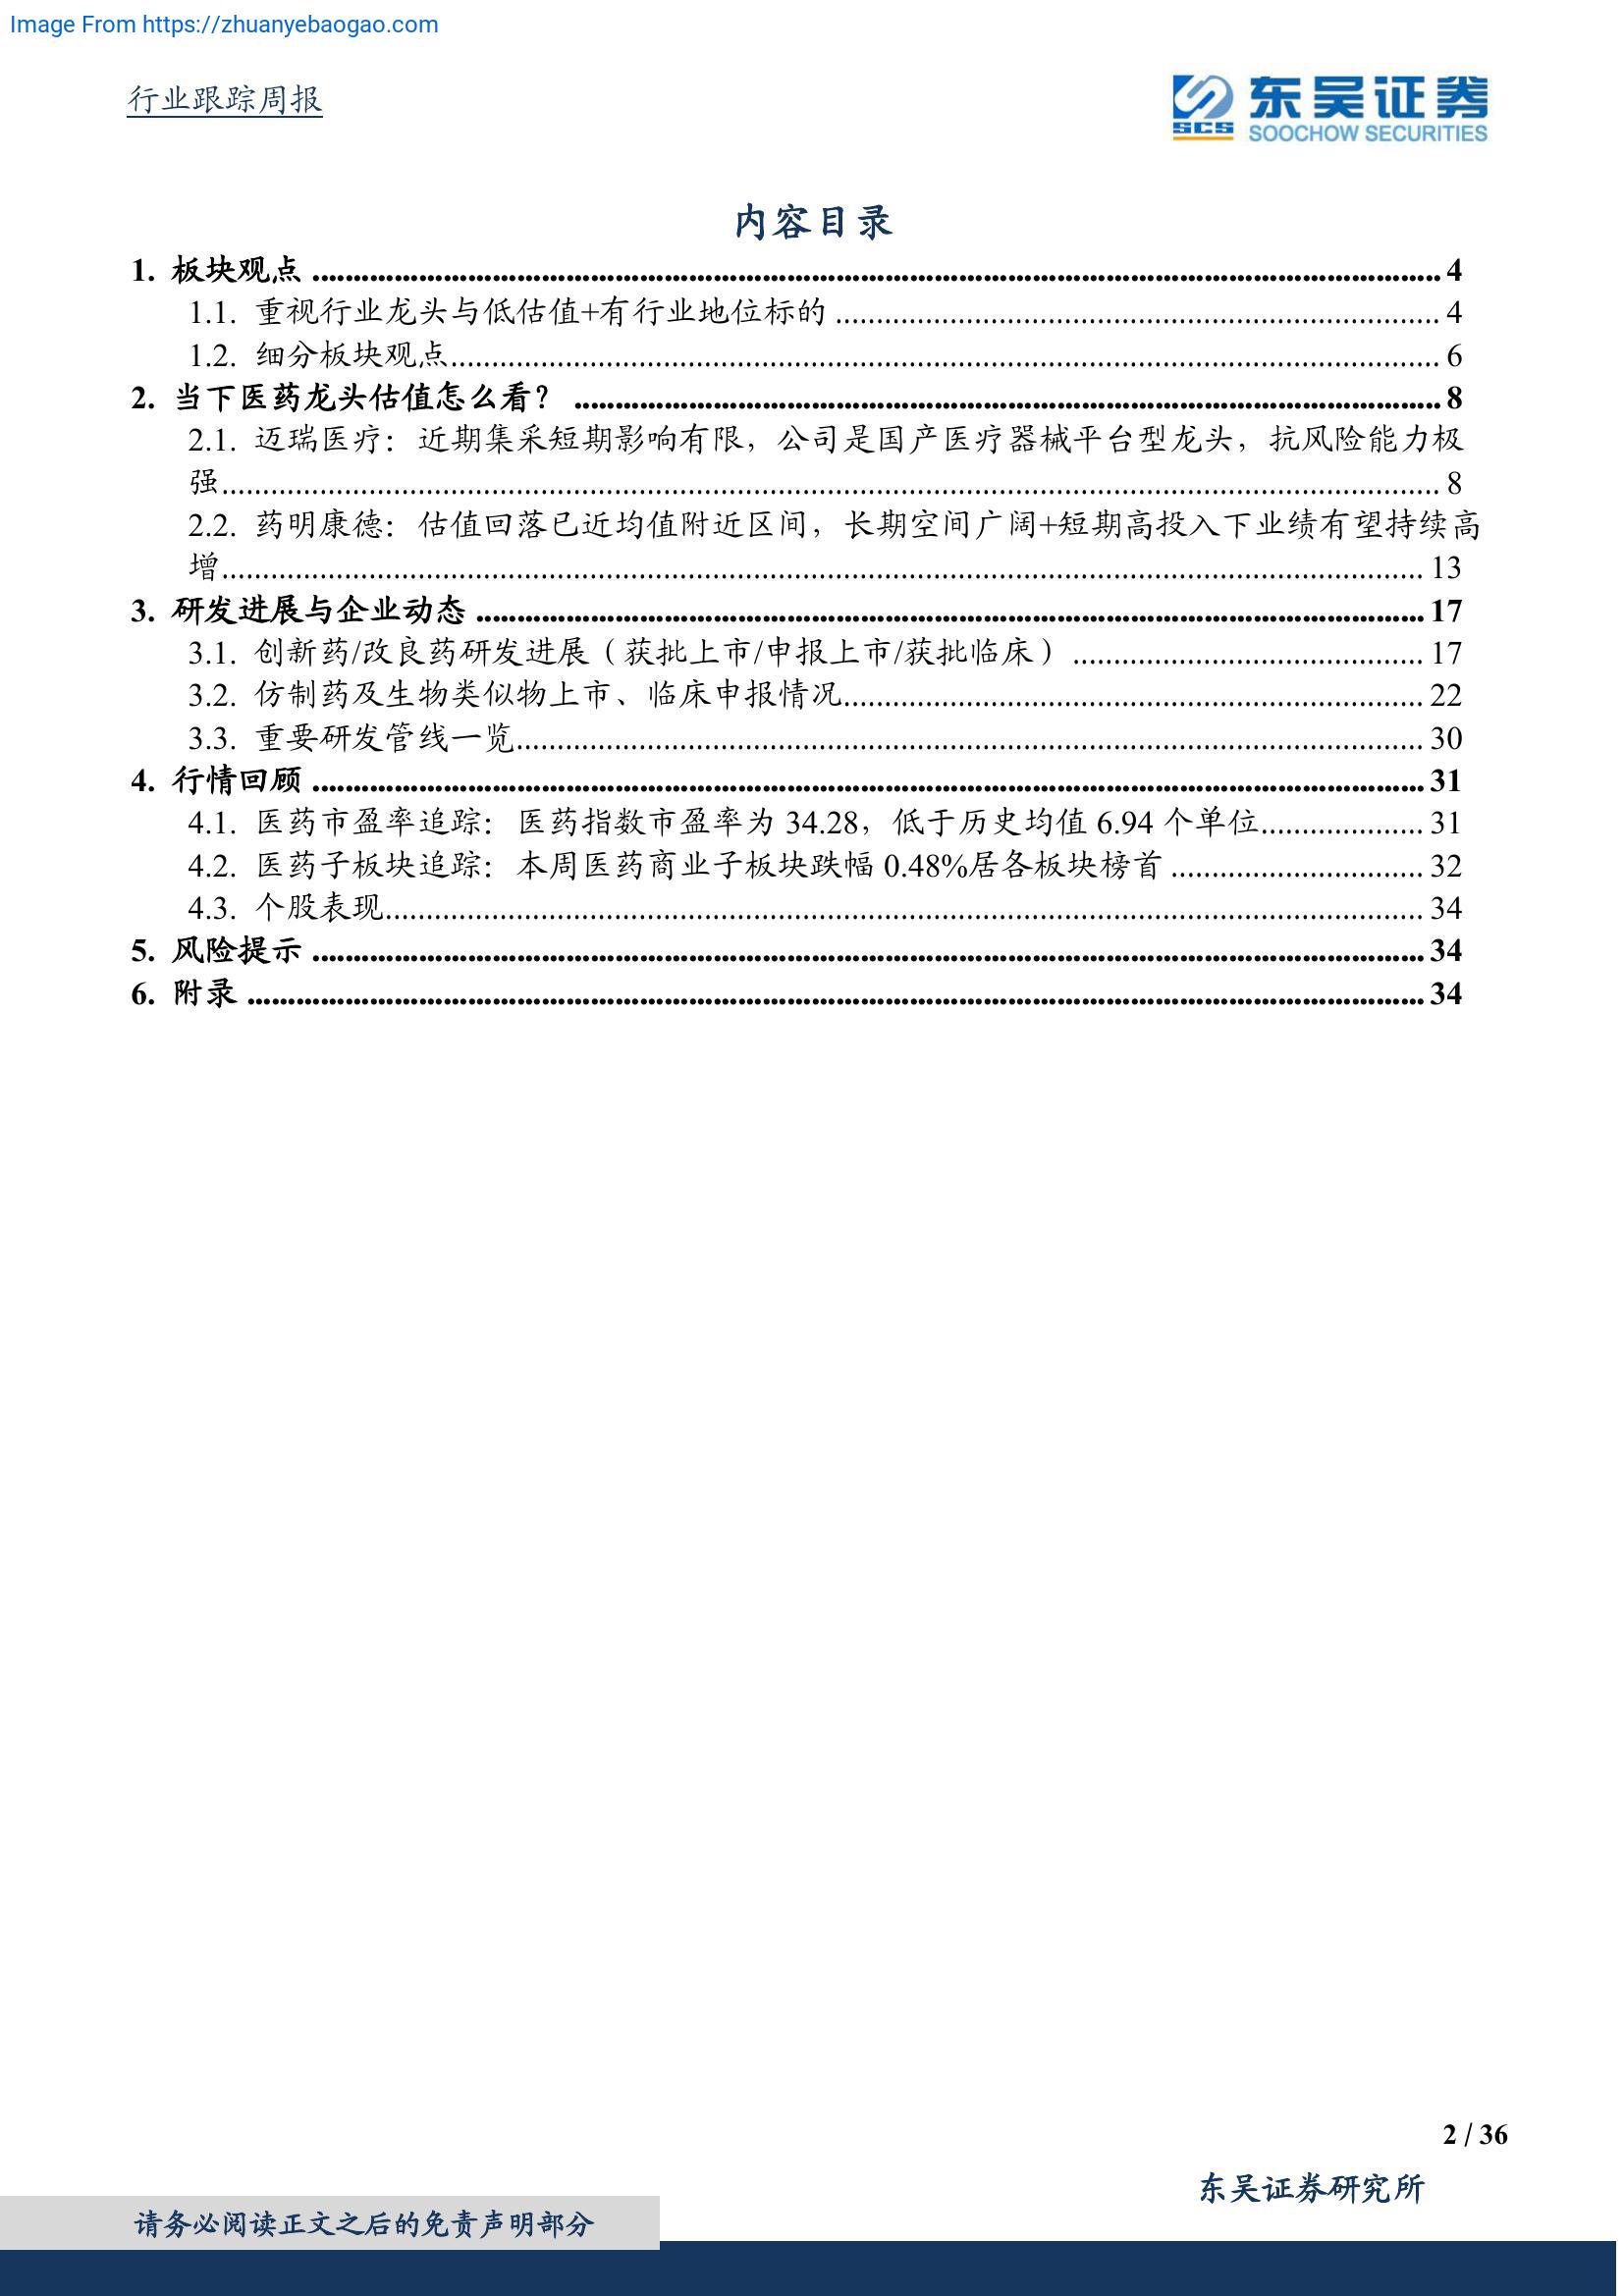 Image From https://zhuanyebaogao.com
行业跟踪周报
SCS
东吴证券
SOOCHOW SECURITIES
内容目录
1. 板块观点 ........ 4
1.1. 重视行业龙头与低估值+有行业地位标的 ........ 4
1.2. 细分板块观点........ 6
2. 当下医药龙头估值怎么看？ ........ 8
2.1. 迈瑞医疗：近期集采短期影响有限，公司是国产医疗器械平台型龙头，抗风险能力极
强........ 8
2.2. 药明康德：估值回落已近均值附近区间，长期空间广阔+短期高投入下业绩有望持续高
增........ 13
3. 研发进展与企业动态 ........ 17
3.1. 创新药/改良药研发进展（获批上市/申报上市/获批临床） ........ 17
3.2. 仿制药及生物类似物上市、临床申报情况........ 22
3.3. 重要研发管线一览........ 30
4. 行情回顾 ........ 31
4.1. 医药市盈率追踪：医药指数市盈率为 34.28，低于历史均值 6.94 个单位........ 31
4.2. 医药子板块追踪：本周医药商业子板块跌幅 0.48%居各板块榜首 ........ 32
4.3. 个股表现........ 34
5. 风险提示 ........ 34
6. 附录 ........ 34
2 / 36
东吴证券研究所
请务必阅读正文之后的免责声明部分